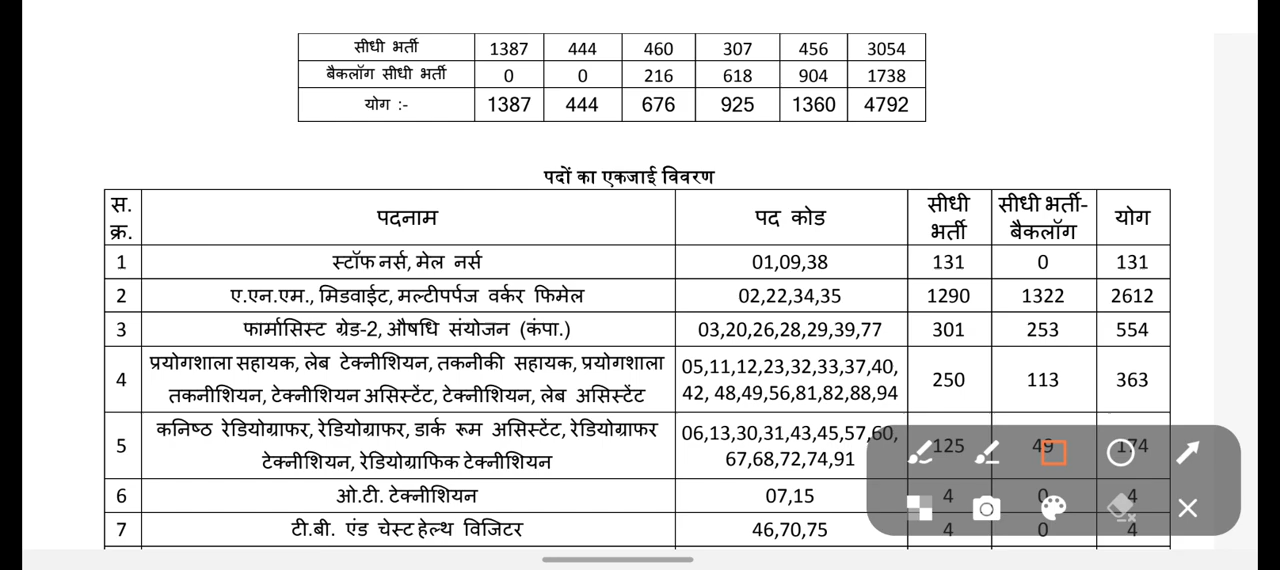 सीधी भर्ती 1387 444 460 307 456 3054
बैकलॉग सीधी भर्ती 0 0 216 618 904 1738
योग :- 1387 444 676 925 1360 4792
पदों का एकजाई विवरण
स. क्र. पदनाम पद कोड सीधी भर्ती सीधी भर्ती-बैकलॉग योग
1 स्टॉफ नर्स, मेल नर्स 01,09,38 131 0 131
2 ए.एन.एम., मिडवाईट, मल्टीपर्पज वर्कर फिमेल 02,22,34,35 1290 1322 2612
3 फार्मासिस्ट ग्रेड-2, औषधि संयोजन (कंपा.) 03,20,26,28,29,39,77 301 253 554
4 प्रयोगशाला सहायक, लेब टेक्नीशियन, तकनीकी सहायक, प्रयोगशाला 05,11,12,23,32,33,37,40, 250 113 363
तकनीशियन, टेक्नीशियन असिस्टेंट, टेक्नीशियन, लेब असिस्टेंट 42, 48,49,56,81,82,88,94
5 कनिष्ठ रेडियोग्राफर, रेडियोग्राफर, डार्क रूम असिस्टेंट, रेडियोग्राफर 06,13,30,31,43,45,57,60, 125 49 174
टेक्नीशियन, रेडियोग्राफिक टेक्नीशियन 67,68,72,74,91
6 ओ.टी. टेक्नीशियन 07,15 4 0 4
7 टी.बी. एंड चेस्ट हेल्थ विजिटर 46,70,75 4 0 4